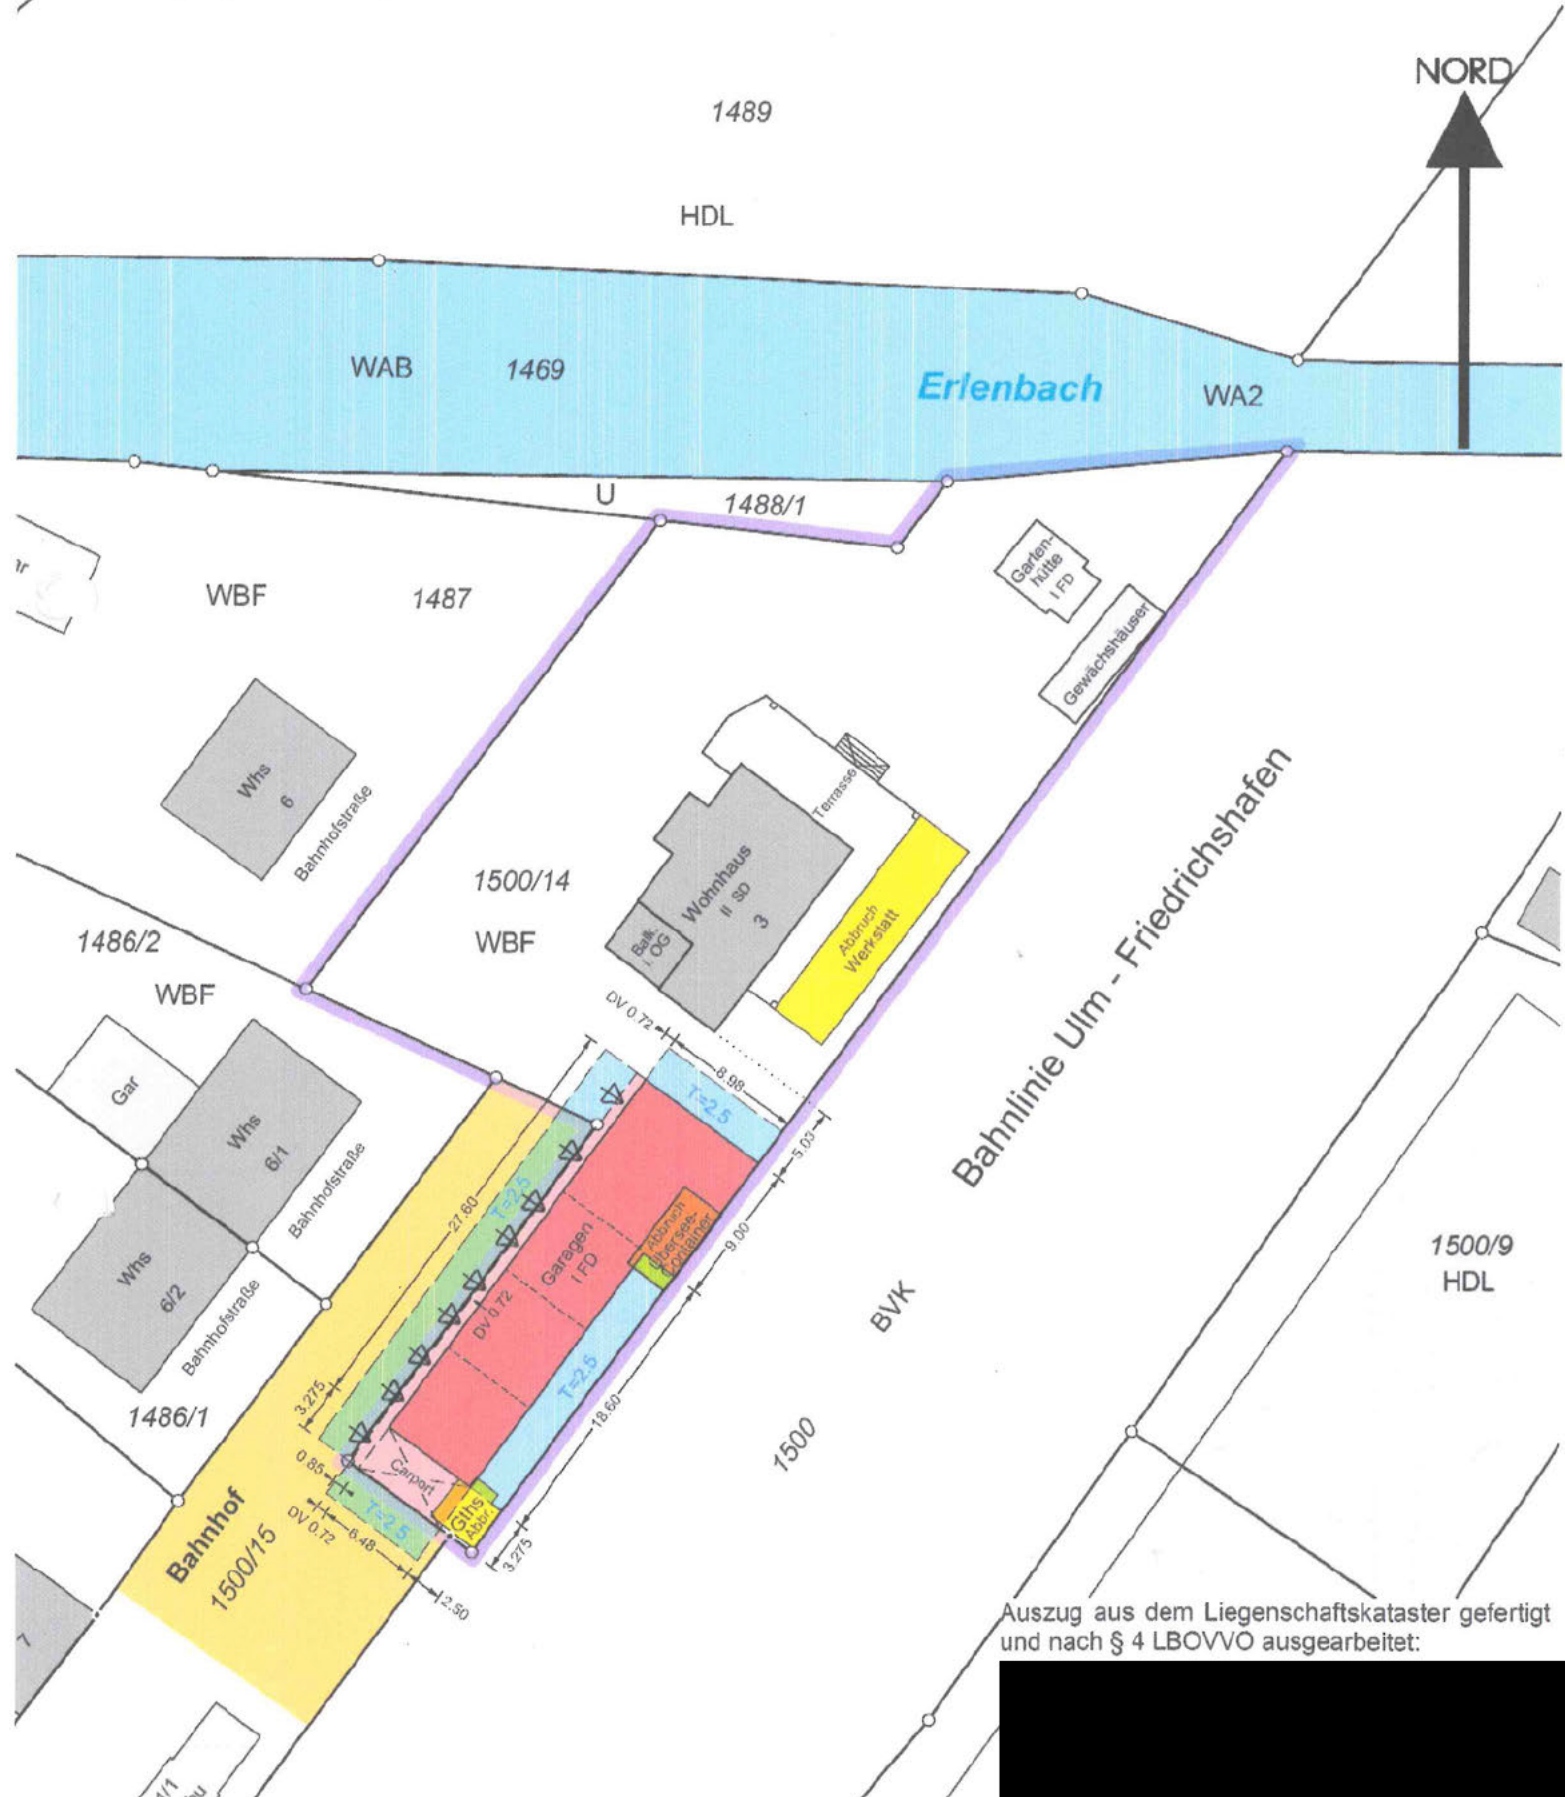 NORD
1489
HDL
WAB
1469
Erlenbach
WA2
U
1488/1
Garten-
hütte
I FD
WBF
1487
Gewächshäuser
Whs
6
Bahnhofstraße
Terrasse
1500/14
WBF
Wohnhaus
II SD
3
Balk.
i. OG
Abbruch
Werkstatt
Bahnlinie Ulm - Friedrichshafen
1486/2
WBF
Gar
Whs
6/1
Bahnhofstraße
Whs
6/2
Bahnhofstraße
1486/1
DV 0.72
8.98
T=2.5
5.03
27.60
T=2.5
Garagen
I FD
Abbruch
Übersee-
Container
9.00
DV 0.72
T=2.5
18.60
3.275
0.85
Carport
Gths
Abbr.
DV 0.72
T=2.5
6.48
2.50
3.275
Bahnhof
1500/15
BVK
1500
1500/9
HDL
7
Auszug aus dem Liegenschaftskataster gefertigt
und nach § 4 LBOVVO ausgearbeitet: